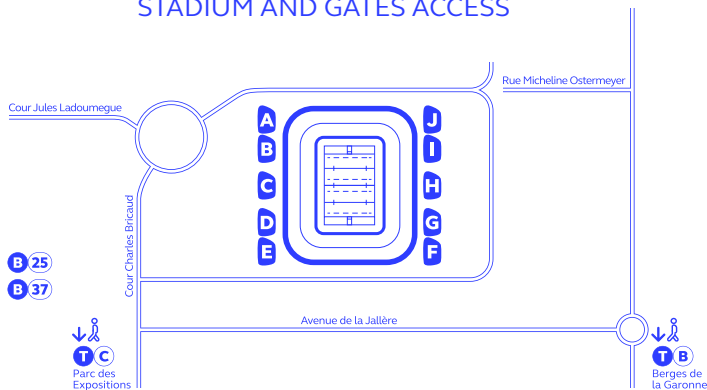 STADIUM AND GATES ACCESS
Rue Micheline Ostermeyer
Cour Jules Ladoumegue
A
B
C
D
E
J
I
H
G
F
Cour Charles Bricaud
B 25
B 37
Avenue de la Jallère
T C
Parc des
Expositions
T B
Berges de
la Garonne